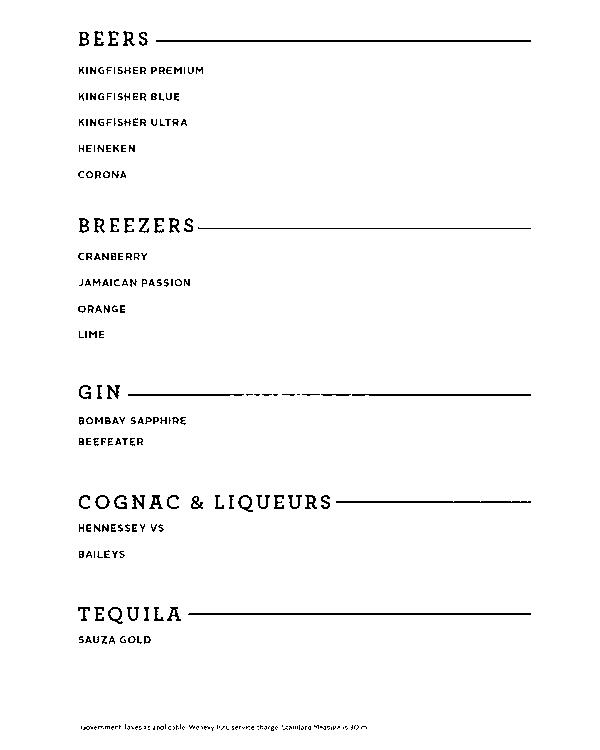 BEERS
KINGFISHER PREMIUM
KINGFISHER BLUE
KINGFISHER ULTRA
HEINEKEN
CORONA
BREEZERS
CRANBERRY
JAMAICAN PASSION
ORANGE
LIME
GIN
BOMBAY SAPPHIRE
BEEFEATER
COGNAC & LIQUEURS
HENNESSEY VS
BAILEYS
TEQUILA
SAUZA GOLD
Government taxes as applicable. We levy service charge. Standard Measure is 30